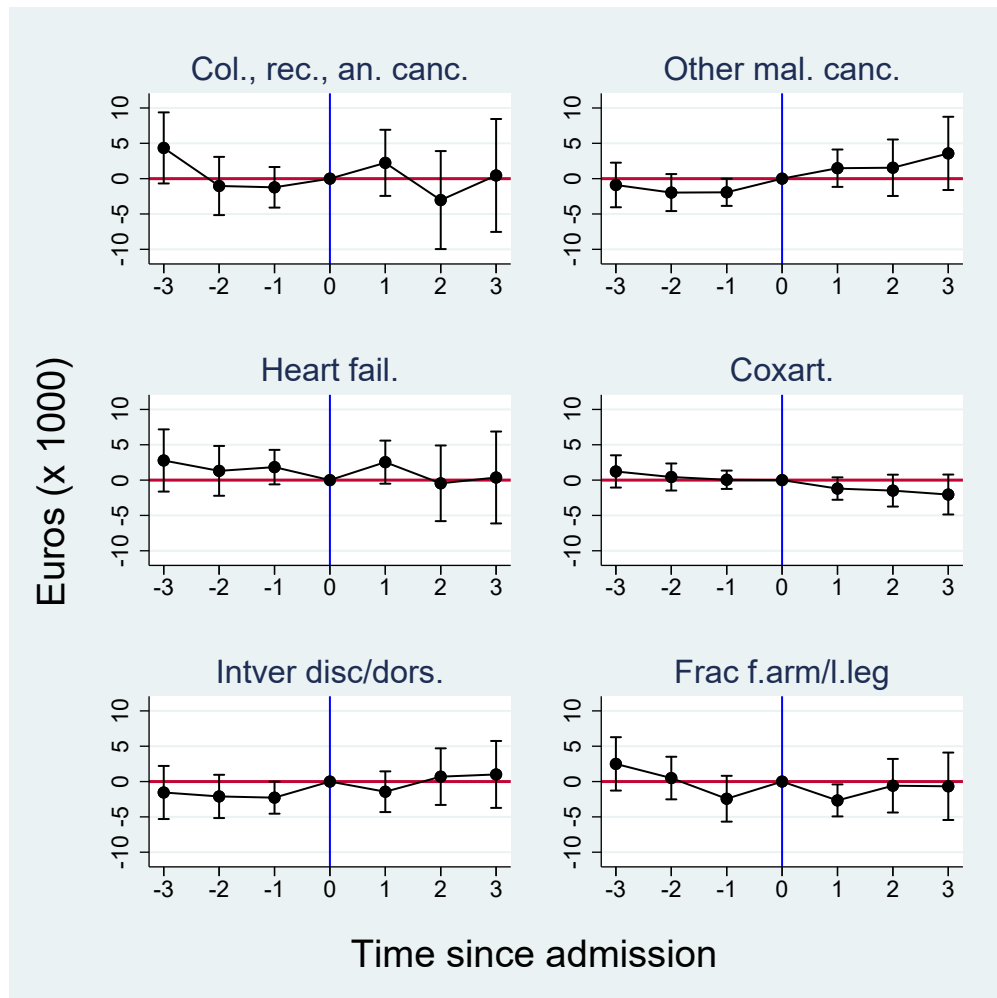 Col., rec., an. canc.
Other mal. canc.
10
5
0
-5
-10
-3 -2 -1 0 1 2 3
10
5
0
-5
-10
-3 -2 -1 0 1 2 3
Heart fail.
Coxart.
10
5
0
-5
-10
-3 -2 -1 0 1 2 3
10
5
0
-5
-10
-3 -2 -1 0 1 2 3
Euros (x 1000)
Intver disc/dors.
Frac f.arm/l.leg
10
5
0
-5
-10
-3 -2 -1 0 1 2 3
10
5
0
-5
-10
-3 -2 -1 0 1 2 3
Time since admission